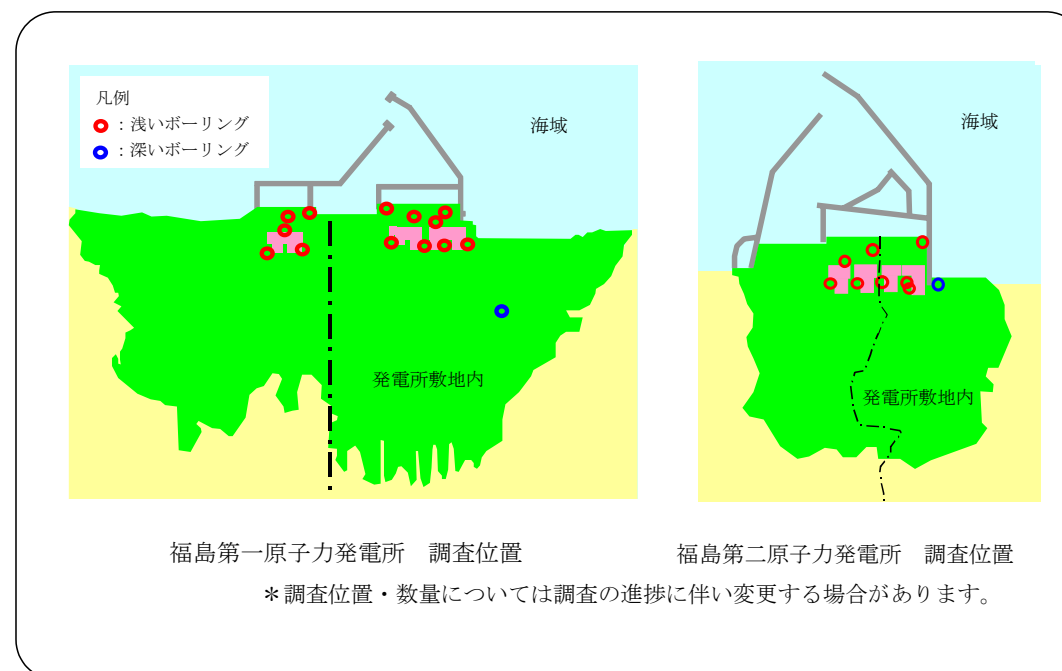 凡例
：浅いボーリング
：深いボーリング
海域
発電所敷地内
海域
発電所敷地内
福島第一原子力発電所　調査位置
福島第二原子力発電所　調査位置
＊調査位置・数量については調査の進捗に伴い変更する場合があります。